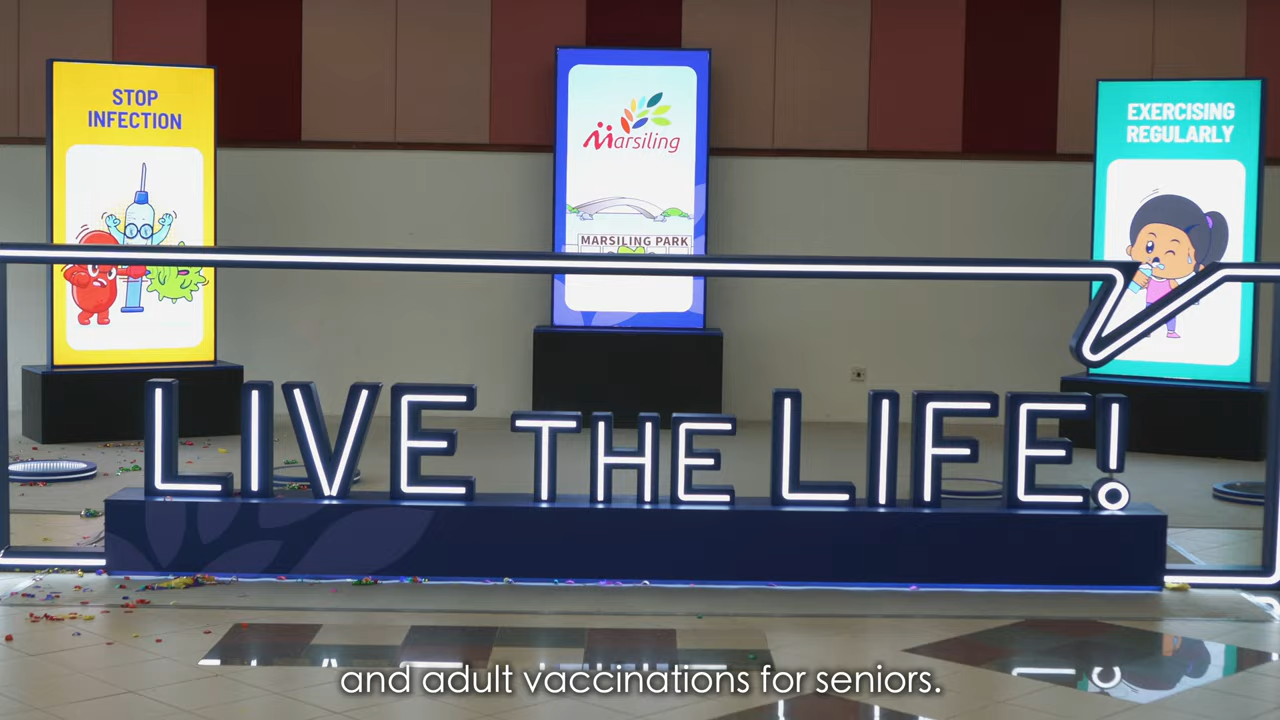 STOP
INFECTION
Marsiling
MARSILING PARK
EXERCISING
REGULARLY
LIVE THE LIFE!
and adult vaccinations for seniors.